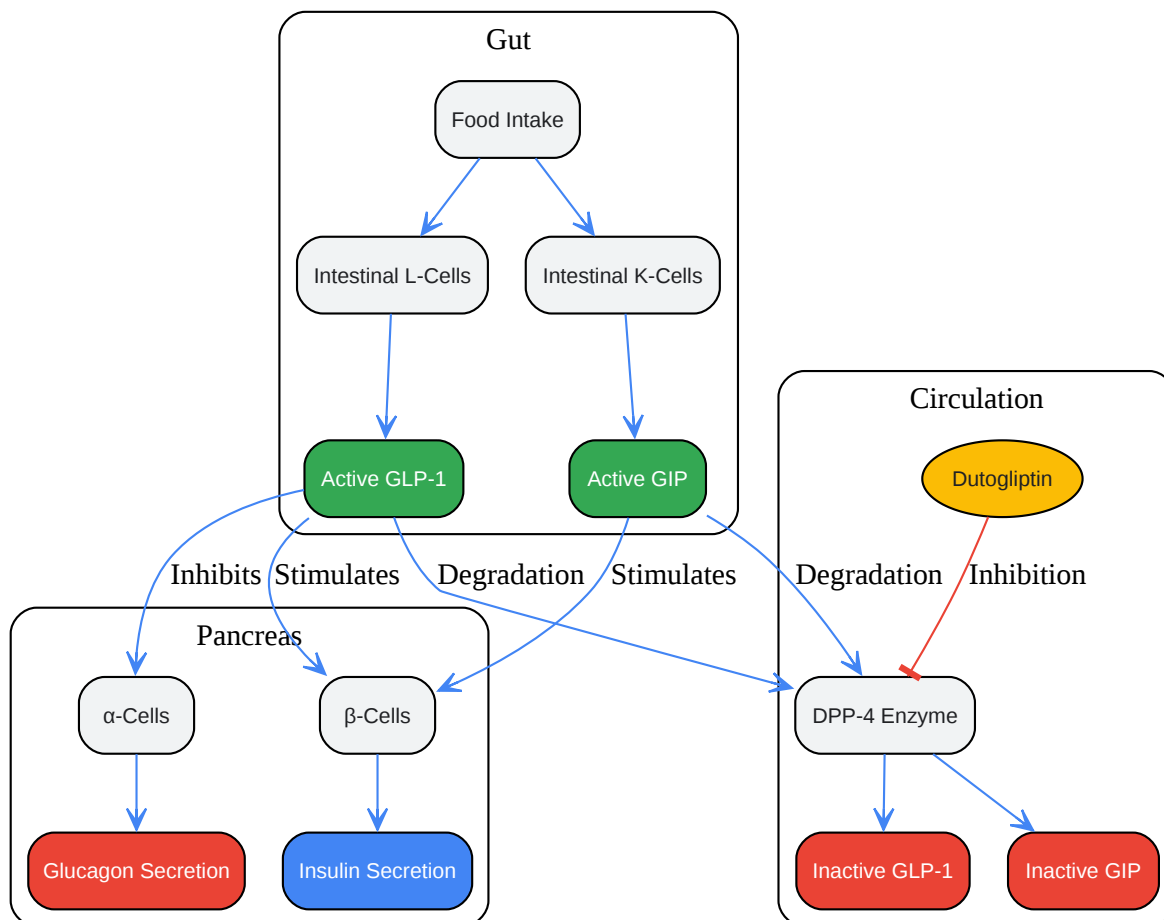 Gut
Food Intake
Intestinal L-Cells
Intestinal K-Cells
Circulation
Active GLP-1
Active GIP
Dutogliptin
Inhibits
Stimulates
Degradation
Stimulates
Degradation
Inhibition
Pancreas
α-Cells
β-Cells
DPP-4 Enzyme
Glucagon Secretion
Insulin Secretion
Inactive GLP-1
Inactive GIP